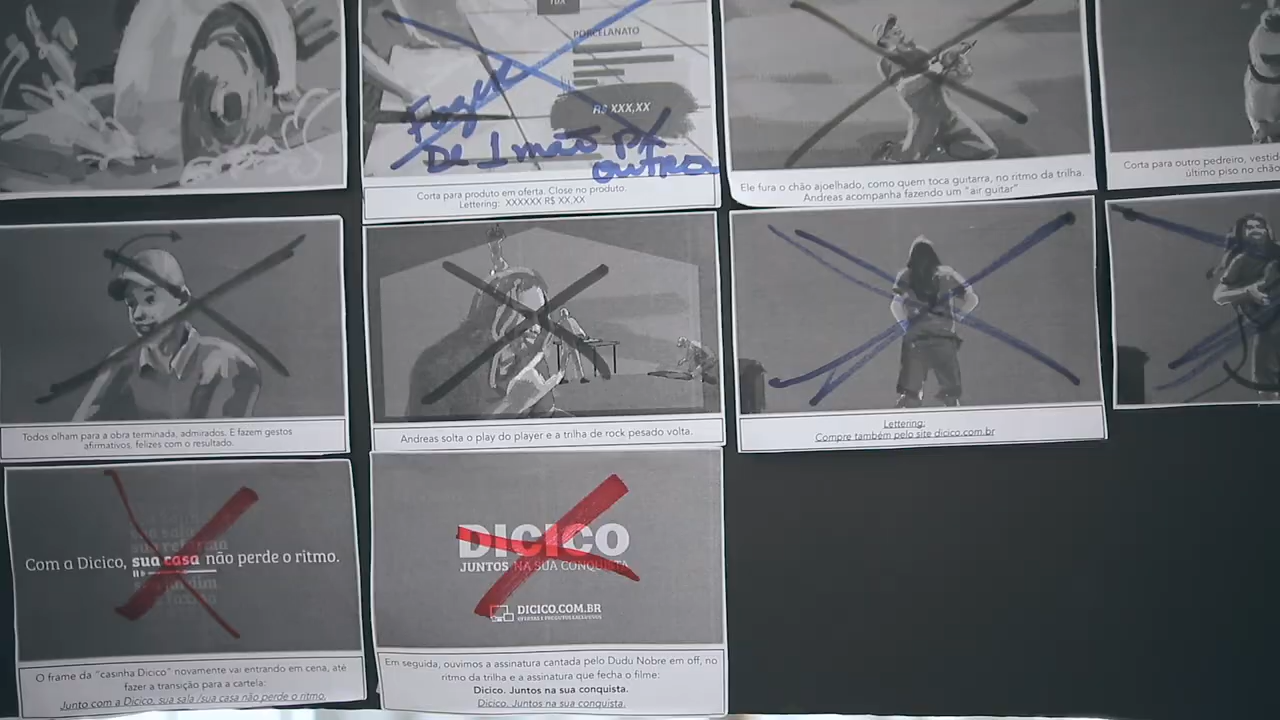 PORCELANATO
R$ XXX,XX
De 1 mão P/
outra
Corta para produto em oferta. Close no produto.
Lettering: XXXXXX R$ XX,XX
Ele fura o chão ajoelhado, como quem toca guitarra, no ritmo da trilha.
Andreas acompanha fazendo um "air guitar"
Corta para outro pedreiro,
último piso no chão
Todos olham para a obra terminada, admirados. E fazem gestos
afirmativos, felizes com o resultado.
Andreas solta o play do player e a trilha de rock pesado volta.
Lettering:
Compre também pelo site dicico.com.br
sua sala
sua reforma
Com a Dicico, sua casa não perde o ritmo.
O frame da "casinha Dicico" novamente vai entrando em cena, até
fazer a transição para a cartela:
Junto com a Dicico, sua sala /sua casa não perde o ritmo.
DICICO
JUNTOS NA SUA CONQUISTA
DICICO.COM.BR
Em seguida, ouvimos a assinatura cantada pelo Dudu Nobre em off, no
ritmo da trilha e a assinatura que fecha o filme:
Dicico. Juntos na sua conquista.
Dicico. Juntos na sua conquista.